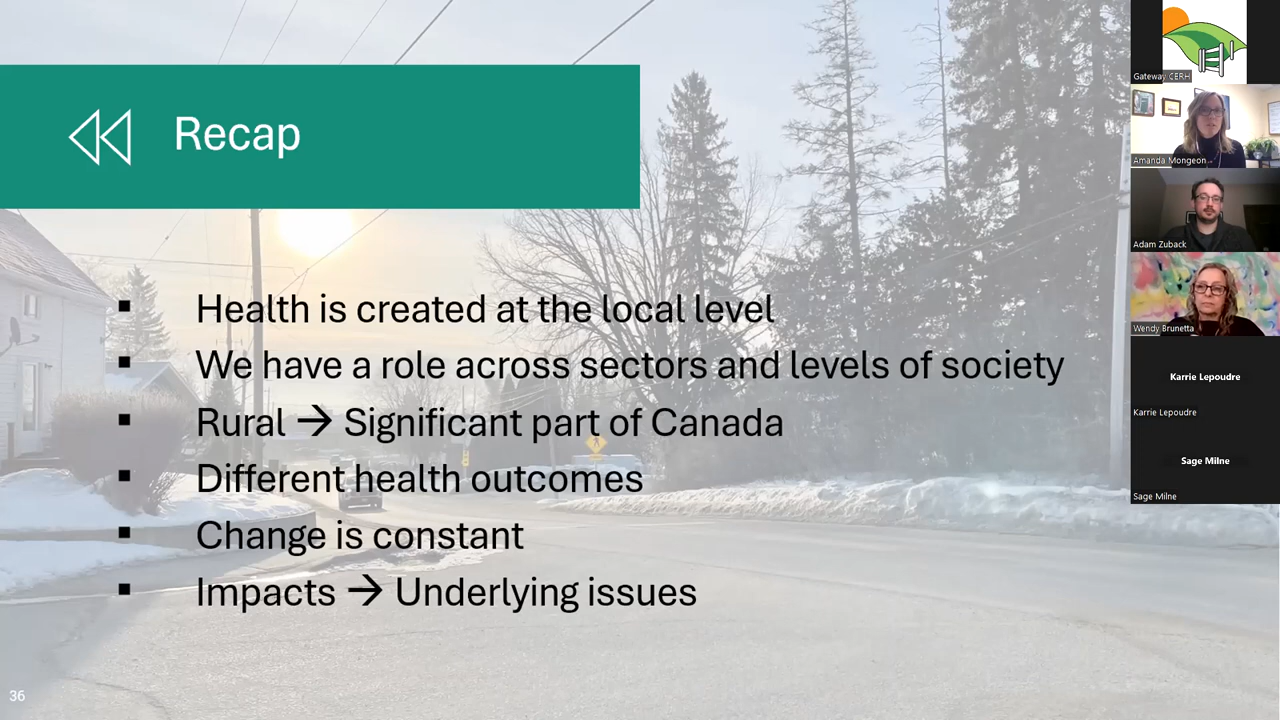 Recap
▪ Health is created at the local level
▪ We have a role across sectors and levels of society
▪ Rural → Significant part of Canada
▪ Different health outcomes
▪ Change is constant
▪ Impacts → Underlying issues
36
Gateway CERH
Amanda Mongeon
Adam Zuback
Wendy Brunetta
Karrie Lepoudre
Karrie Lepoudre
Sage Milne
Sage Milne